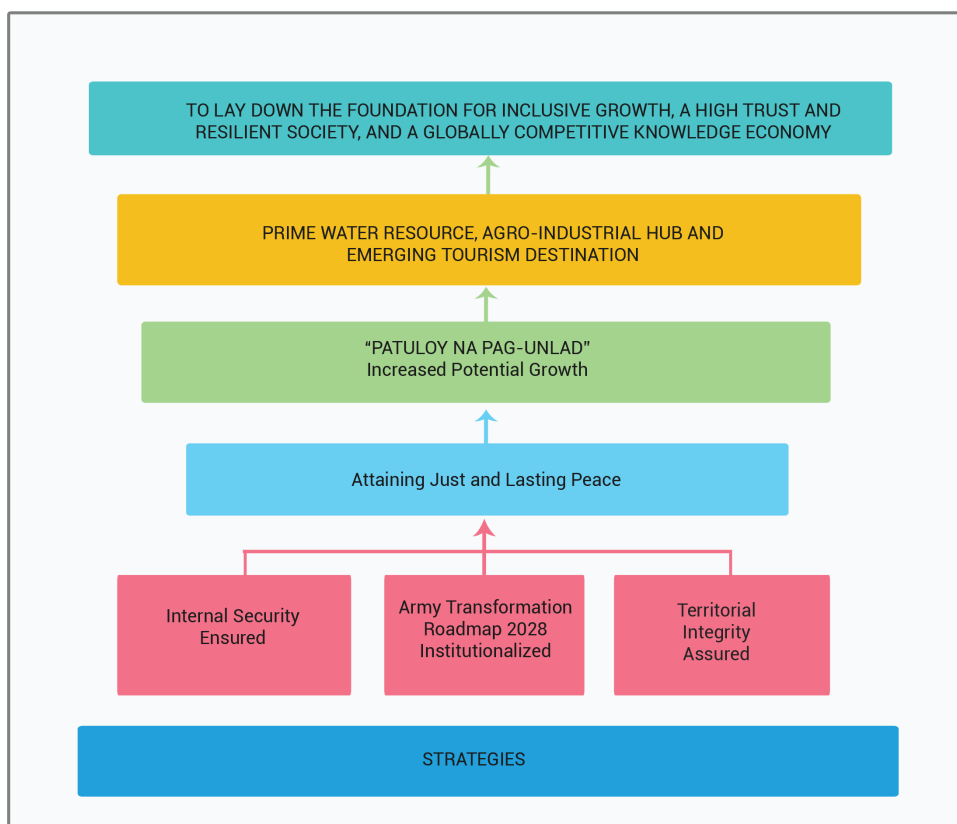 TO LAY DOWN THE FOUNDATION FOR INCLUSIVE GROWTH, A HIGH TRUST AND
RESILIENT SOCIETY, AND A GLOBALLY COMPETITIVE KNOWLEDGE ECONOMY
PRIME WATER RESOURCE, AGRO-INDUSTRIAL HUB AND
EMERGING TOURISM DESTINATION
“PATULOY NA PAG-UNLAD”
Increased Potential Growth
Attaining Just and Lasting Peace
Internal Security
Ensured
Army Transformation
Roadmap 2028
Institutionalized
Territorial
Integrity
Assured
STRATEGIES